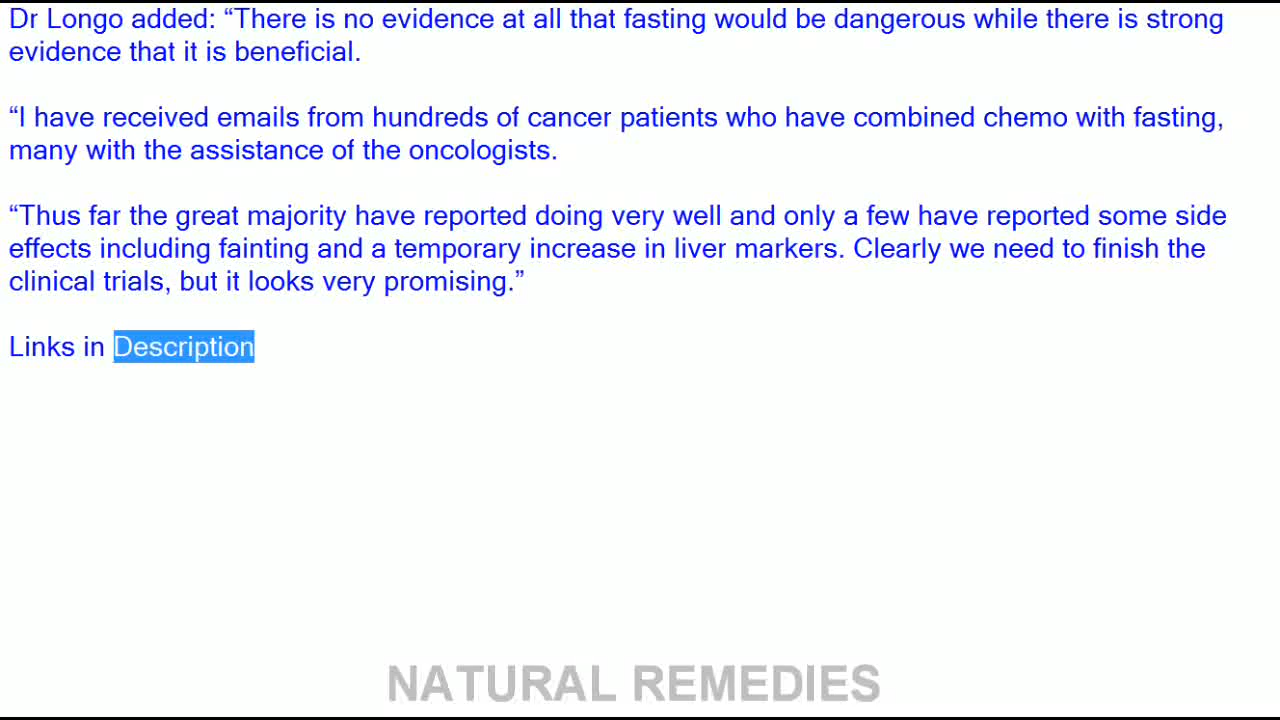 Dr Longo added: “There is no evidence at all that fasting would be dangerous while there is strong
evidence that it is beneficial.
“I have received emails from hundreds of cancer patients who have combined chemo with fasting,
many with the assistance of the oncologists.
“Thus far the great majority have reported doing very well and only a few have reported some side
effects including fainting and a temporary increase in liver markers. Clearly we need to finish the
clinical trials, but it looks very promising.”
Links in Description
NATURAL REMEDIES